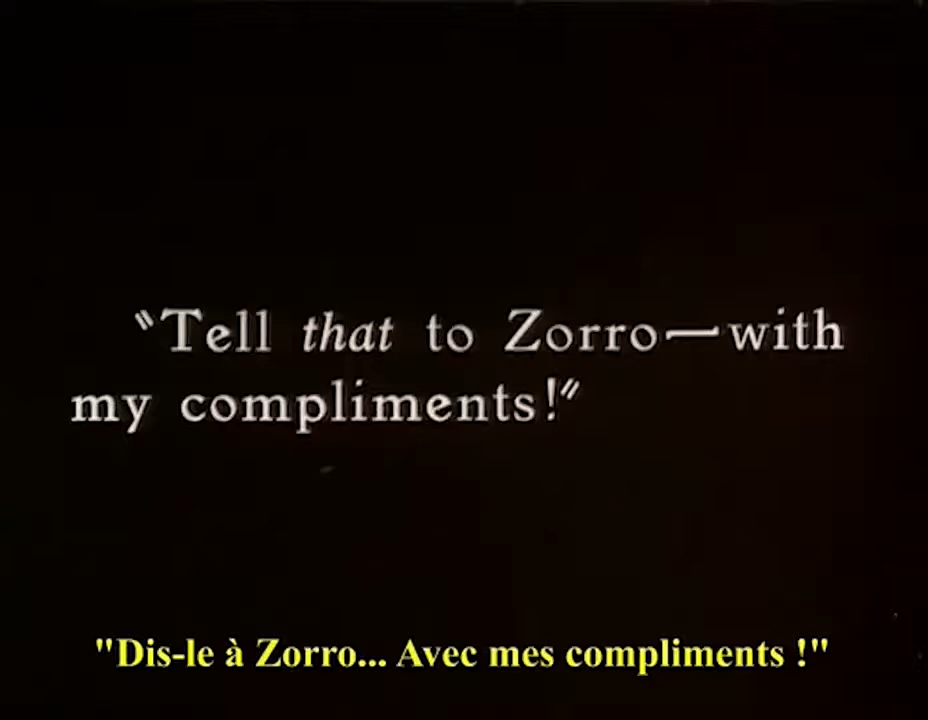 "Tell that to Zorro—with
my compliments!"
"Dis-le à Zorro... Avec mes compliments !"